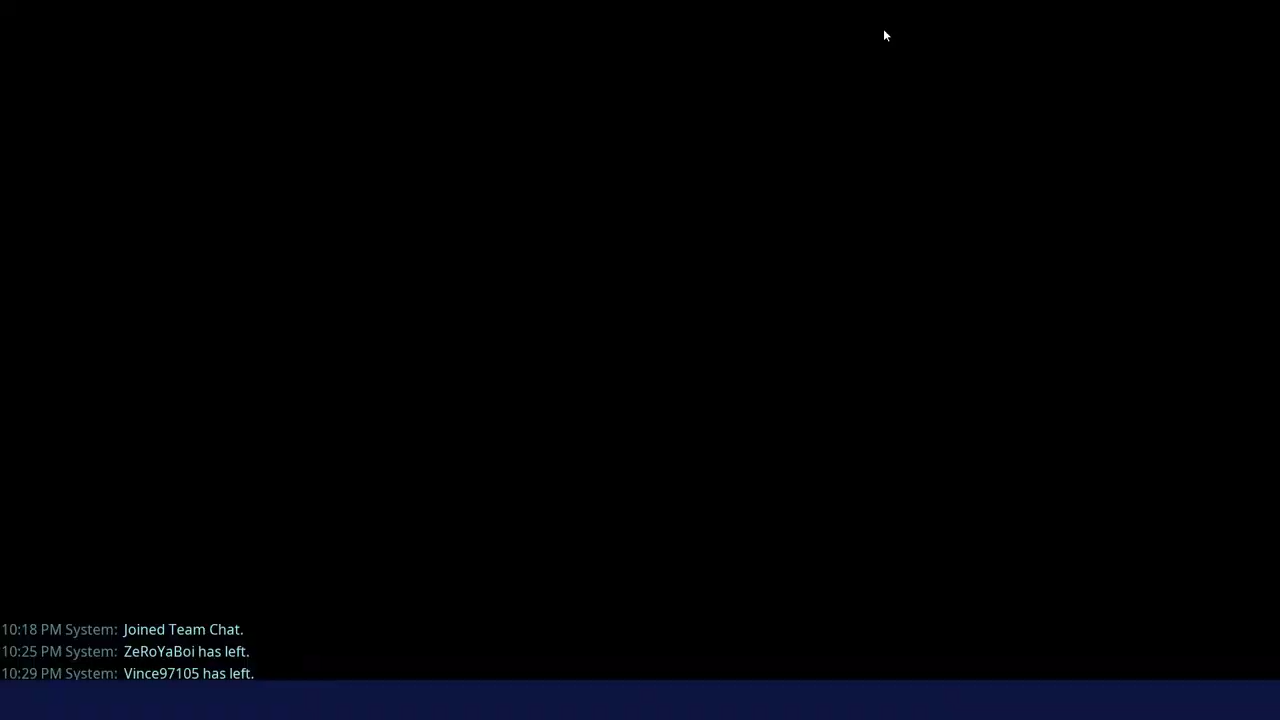 10:18 PM System: Joined Team Chat.
10:25 PM System: ZeRoYaBoi has left.
10:29 PM System: Vince97105 has left.